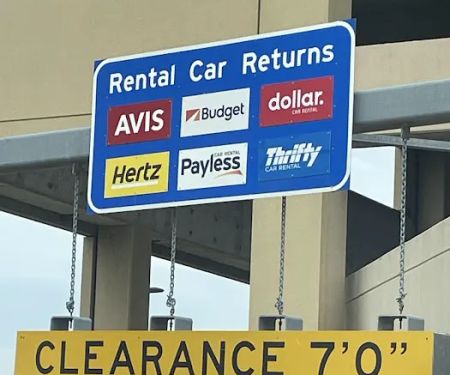 Rental Car Returns
AVIS Budget dollar.
CAR RENTAL
Hertz CAR RENTAL Payless Thrifty
CAR RENTAL
CLEARANCE 7'0"